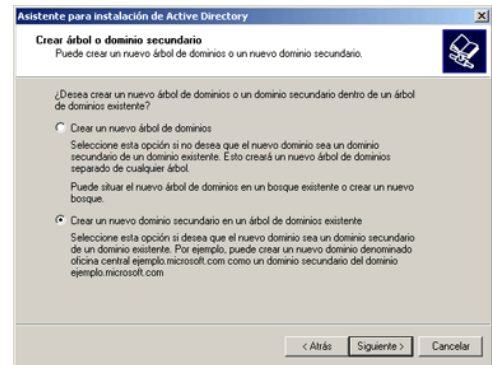 Asistente para instalación de Active Directory
Crear árbol o dominio secundario
Puede crear un nuevo árbol de dominios o un nuevo dominio secundario.
¿Desea crear un nuevo árbol de dominios o un dominio secundario dentro de un árbol
de dominios existente?
Crear un nuevo árbol de dominios
Seleccione esta opción si no desea que el nuevo dominio sea un dominio
secundario de un dominio existente. Esto creará un nuevo árbol de dominios
separado de cualquier árbol.
Puede situar el nuevo árbol de dominios en un bosque existente o crear un nuevo
bosque.
Crear un nuevo dominio secundario en un árbol de dominios existente
Seleccione esta opción si desea que el nuevo dominio sea un dominio secundario
de un dominio existente. Por ejemplo, puede crear un nuevo dominio denominado
oficina central ejemplo.microsoft.com como un dominio secundario del dominio
ejemplo.microsoft.com
< Atrás Siguiente > Cancelar